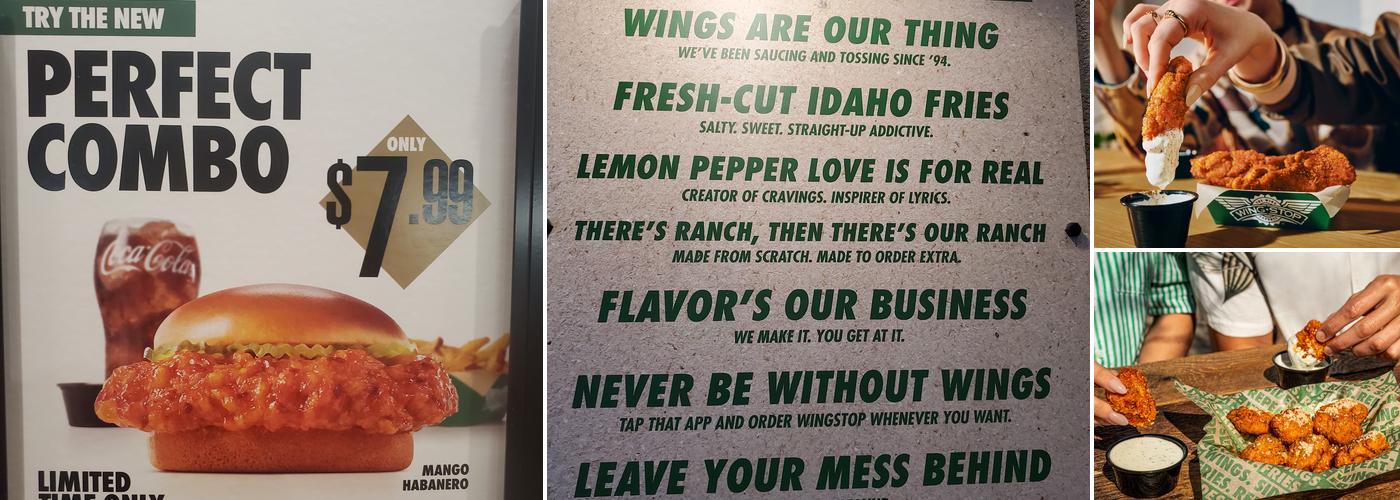 TRY THE NEW
PERFECT
COMBO
ONLY
$7.99
Coca-Cola
LIMITED
TIME ONLY
MANGO
HABANERO
WINGS ARE OUR THING
WE'VE BEEN SAUCING AND TOSSING SINCE '94.
FRESH-CUT IDAHO FRIES
SALTY. SWEET. STRAIGHT-UP ADDICTIVE.
LEMON PEPPER LOVE IS FOR REAL
CREATOR OF CRAVINGS. INSPIRER OF LYRICS.
THERE'S RANCH, THEN THERE'S OUR RANCH
MADE FROM SCRATCH. MADE TO ORDER EXTRA.
FLAVOR'S OUR BUSINESS
WE MAKE IT. YOU GET AT IT.
NEVER BE WITHOUT WINGS
TAP THAT APP AND ORDER WINGSTOP WHENEVER YOU WANT.
LEAVE YOUR MESS BEHIND
WING·STOP